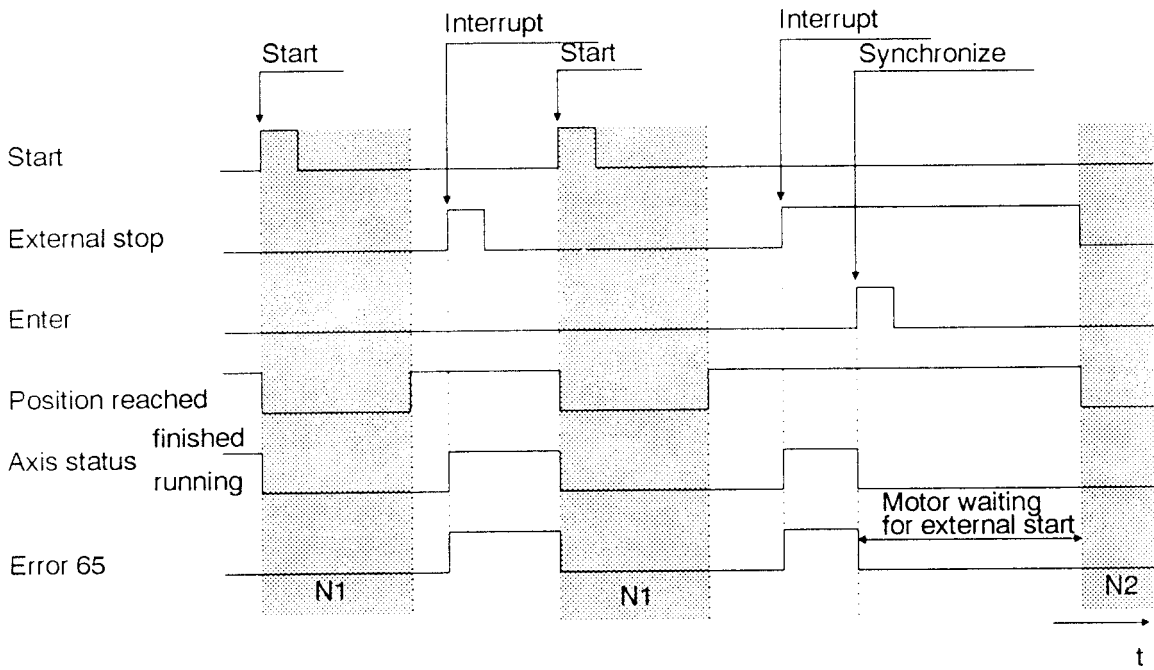 Interrupt
Interrupt
Start
Start
Synchronize
Start
External stop
Enter
Position reached
finished
Axis status
running
Motor waiting
for external start
Error 65
N1
N1
N2
t